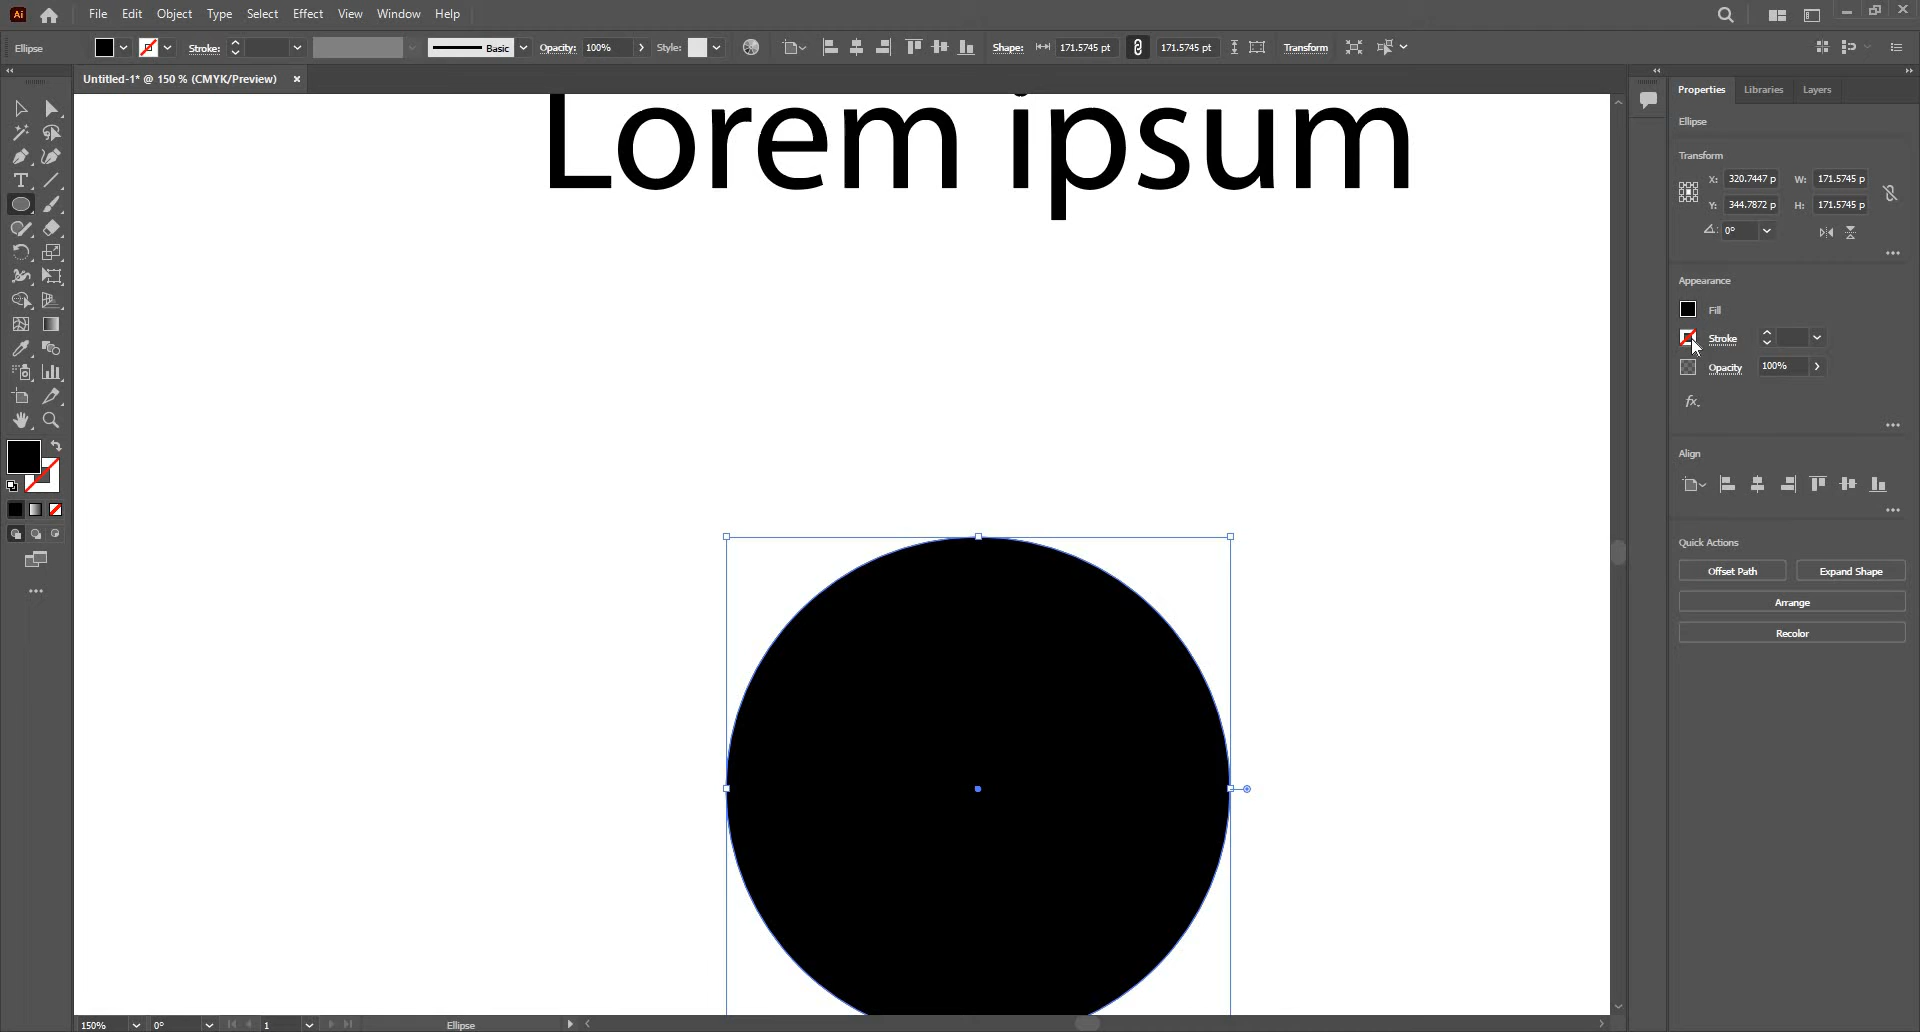 Ai File Edit Object Type Select Effect View Window Help
Ellipse Stroke: Basic Opacity: 100% Style: Shape: 171.5745 pt 171.5745 pt Transform
Untitled-1* @ 150 % (CMYK/Preview)
Properties Libraries Layers
Ellipse
Transform
X: 320.7447 p W: 171.5745 p
Y: 344.7872 p H: 171.5745 p
0°
Appearance
Fill
Stroke
Opacity 100%
fx.
Align
Quick Actions
Offset Path Expand Shape
Arrange
Recolor
Lorem ipsum
150% 0° 1 Ellipse